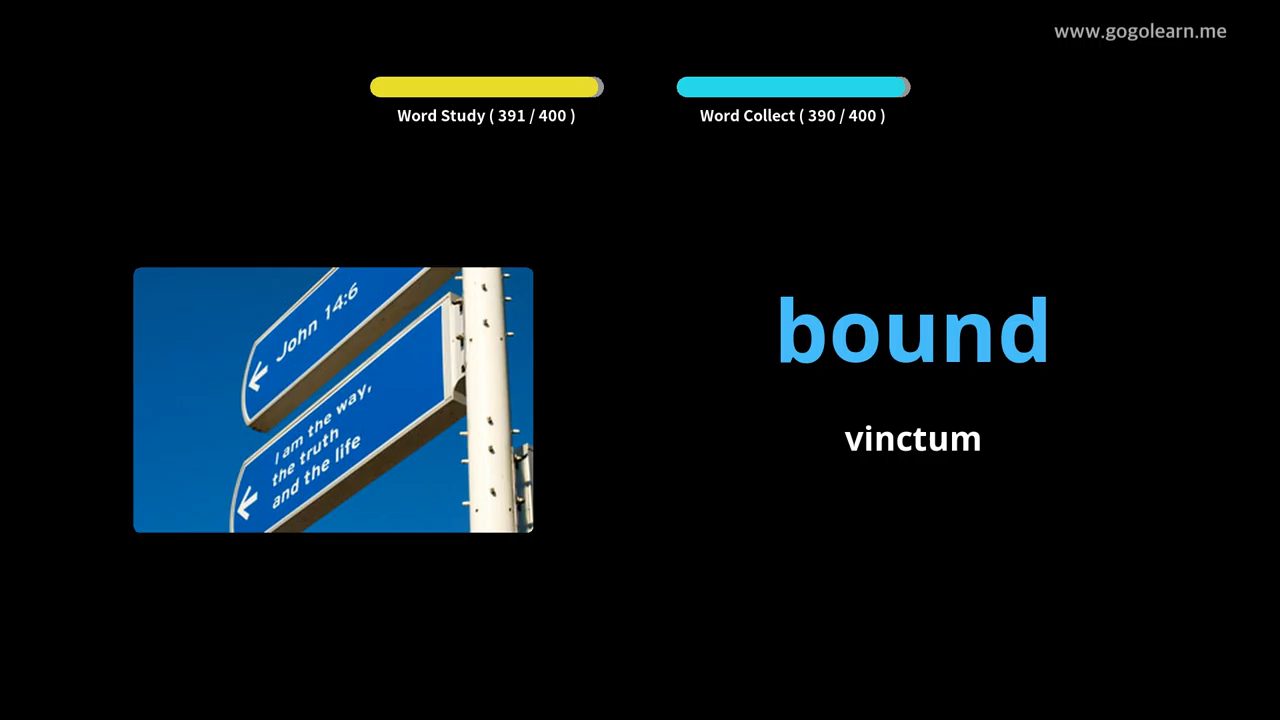 www.gogolearn.me
Word Study ( 391 / 400 )
Word Collect ( 390 / 400 )
John 14:6
I am the way,
the truth
and the life
bound
vinctum